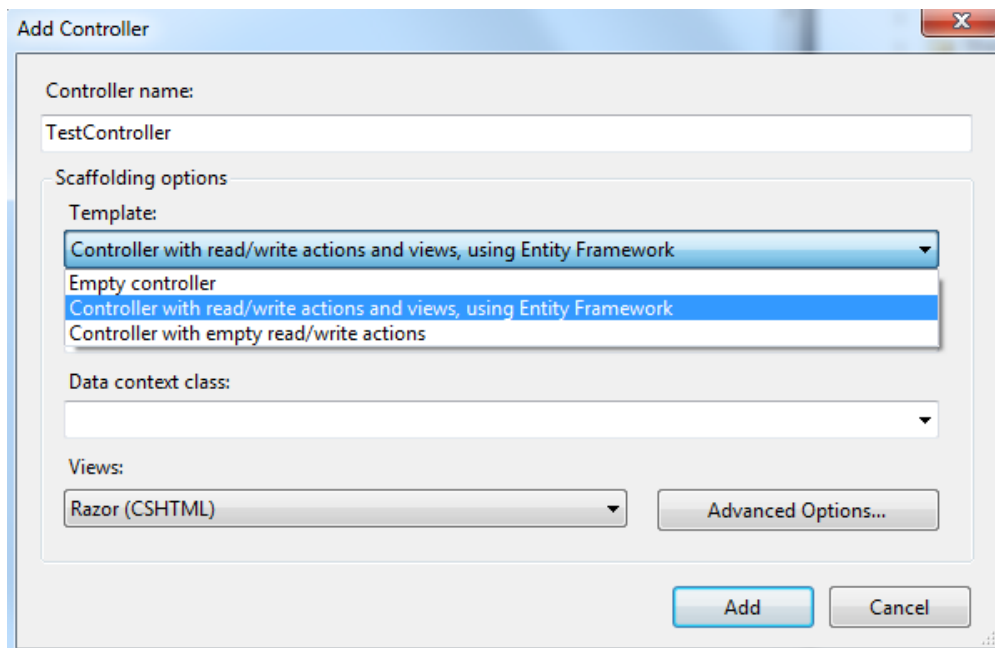 Add Controller
Controller name:
TestController
Scaffolding options
Template:
Controller with read/write actions and views, using Entity Framework
Empty controller
Controller with read/write actions and views, using Entity Framework
Controller with empty read/write actions
Data context class:
Views:
Razor (CSHTML)
Advanced Options...
Add
Cancel